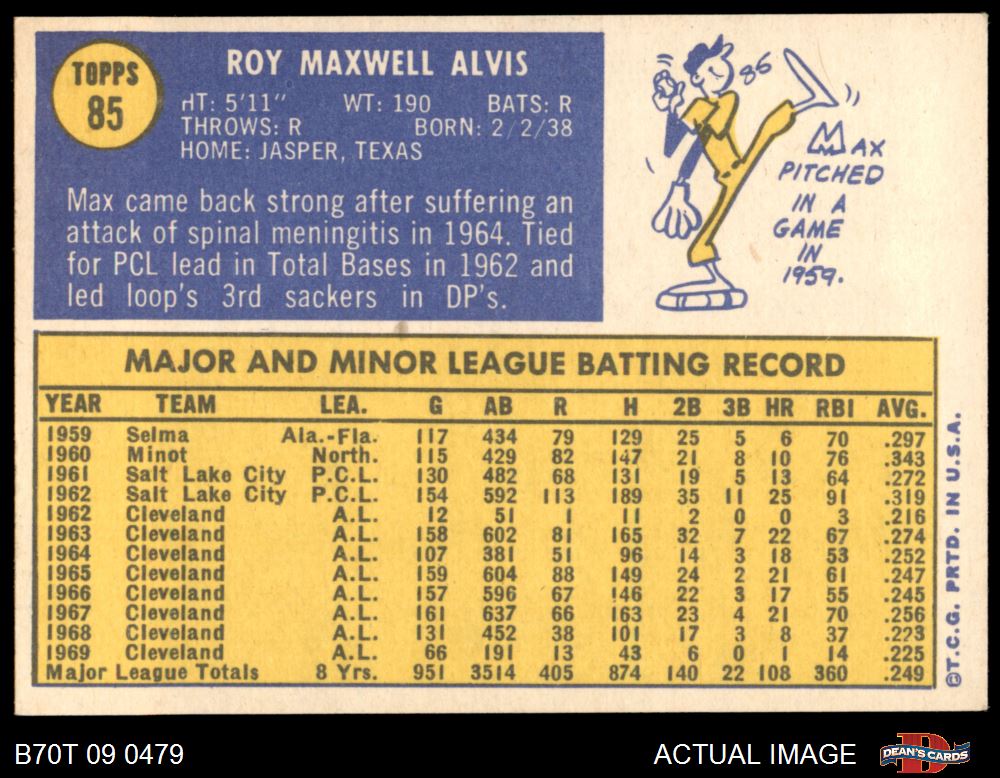 TOPPS
85
ROY MAXWELL ALVIS
HT: 5'11" WT: 190 BATS: R
THROWS: R BORN: 2/2/38
HOME: JASPER, TEXAS
Max came back strong after suffering an
attack of spinal meningitis in 1964. Tied
for PCL lead in Total Bases in 1962 and
led loop's 3rd sackers in DP's.
86
MAX
PITCHED
IN A
GAME
IN
1959.
MAJOR AND MINOR LEAGUE BATTING RECORD
YEAR TEAM LEA. G AB R H 2B 3B HR RBI AVG.
1959 Selma Ala.-Fla. 117 434 79 129 25 5 6 70 .297
1960 Minot North. 115 429 82 147 21 8 10 76 .343
1961 Salt Lake City P.C.L. 130 482 68 131 19 5 13 64 .272
1962 Salt Lake City P.C.L. 154 592 113 189 35 11 25 91 .319
1962 Cleveland A.L. 12 51 1 11 2 0 0 3 .216
1963 Cleveland A.L. 158 602 81 165 32 7 22 67 .274
1964 Cleveland A.L. 107 381 51 96 14 3 18 53 .252
1965 Cleveland A.L. 159 604 88 149 24 2 21 61 .247
1966 Cleveland A.L. 157 596 67 146 22 3 17 55 .245
1967 Cleveland A.L. 161 637 66 163 23 4 21 70 .256
1968 Cleveland A.L. 131 452 38 101 17 3 8 37 .223
1969 Cleveland A.L. 66 191 13 43 6 0 1 14 .225
Major League Totals 8 Yrs. 951 3514 405 874 140 22 108 360 .249
©T.C.G. PRTD. IN U.S.A.
B70T 09 0479
ACTUAL IMAGE
D
DEAN'S CARDS